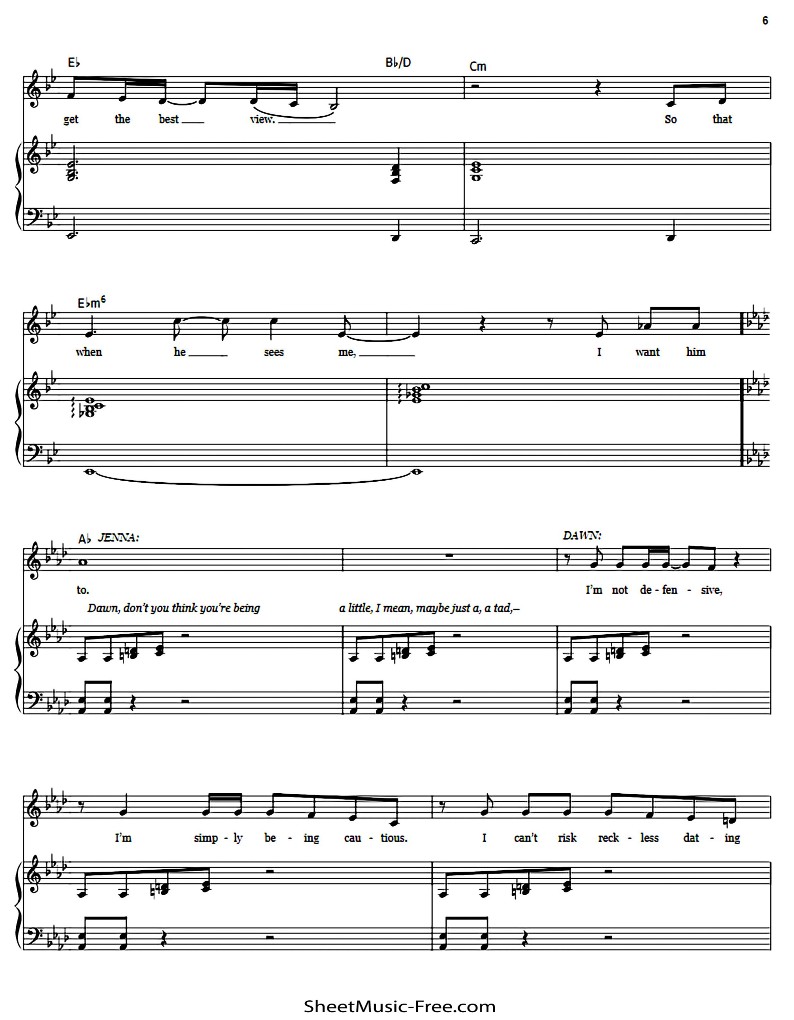 6
E♭ B♭/D Cm
get the best view. So that
E♭m6
when he sees me, I want him
A♭ JENNA: DAWN:
to. I'm not de - fen - sive,
Dawn, don't you think you're being a little, I mean, maybe just a, a tad,–
I'm simp - ly be - ing cau - tious. I can't risk reck - less dat - ing
SheetMusic-Free.com